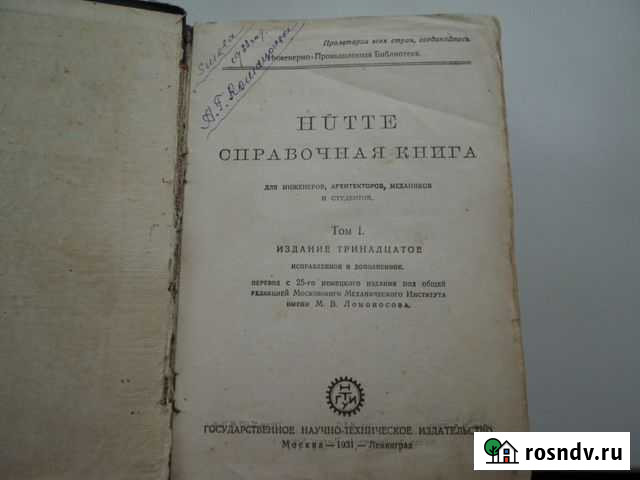 Пролетарии всех стран, соединяйтесь
Инженерно-Промышленная Библиотека.
А. Г. Романович
HÜTTE
СПРАВОЧНАЯ КНИГА
ДЛЯ ИНЖЕНЕРОВ, АРХИТЕКТОРОВ, МЕХАНИКОВ
И СТУДЕНТОВ.
Том I.
ИЗДАНИЕ ТРИНАДЦАТОЕ
ИСПРАВЛЕННОЕ И ДОПОЛНЕННОЕ.
ПЕРЕВОД С 25-го НЕМЕЦКОГО ИЗДАНИЯ ПОД ОБЩЕЙ
РЕДАКЦИЕЙ МОСКОВСКОГО МЕХАНИЧЕСКОГО ИНСТИТУТА
ИМЕНИ М. В. ЛОМОНОСОВА.
ГНТИ
ГОСУДАРСТВЕННОЕ НАУЧНО-ТЕХНИЧЕСКОЕ ИЗДАТЕЛЬСТВО
Москва—1931—Ленинград
rosndv.ru